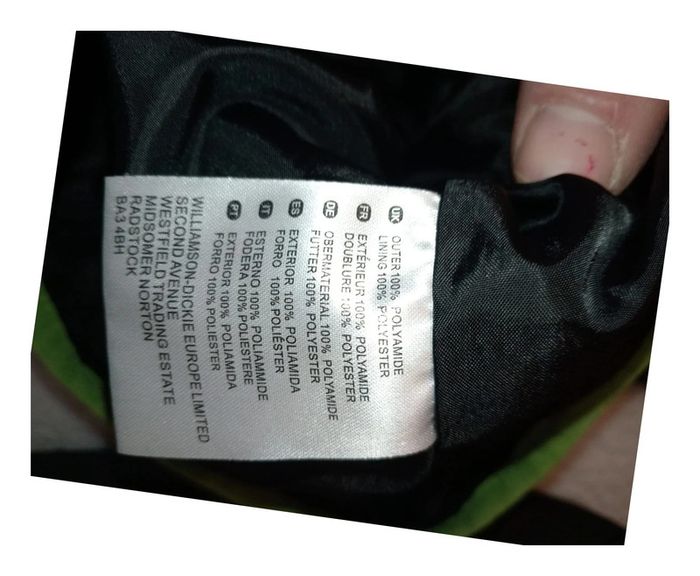 UK OUTER 100% POLYAMIDE
LINING 100% POLYESTER
FR EXTÉRIEUR 100% POLYAMIDE
DOUBLURE 100% POLYESTER
DE OBERMATERIAL 100% POLYAMIDE
FUTTER 100% POLYESTER
ES EXTERIOR 100% POLIAMIDA
FORRO 100% POLIÉSTER
IT ESTERNO 100% POLIAMMIDE
FODERA 100% POLIESTERE
PT EXTERIOR 100% POLIAMIDA
FORRO 100% POLIESTER
WILLIAMSON-DICKIE EUROPE LIMITED
SECOND AVENUE
WESTFIELD TRADING ESTATE
MIDSOMER NORTON
RADSTOCK
BA3 4BH